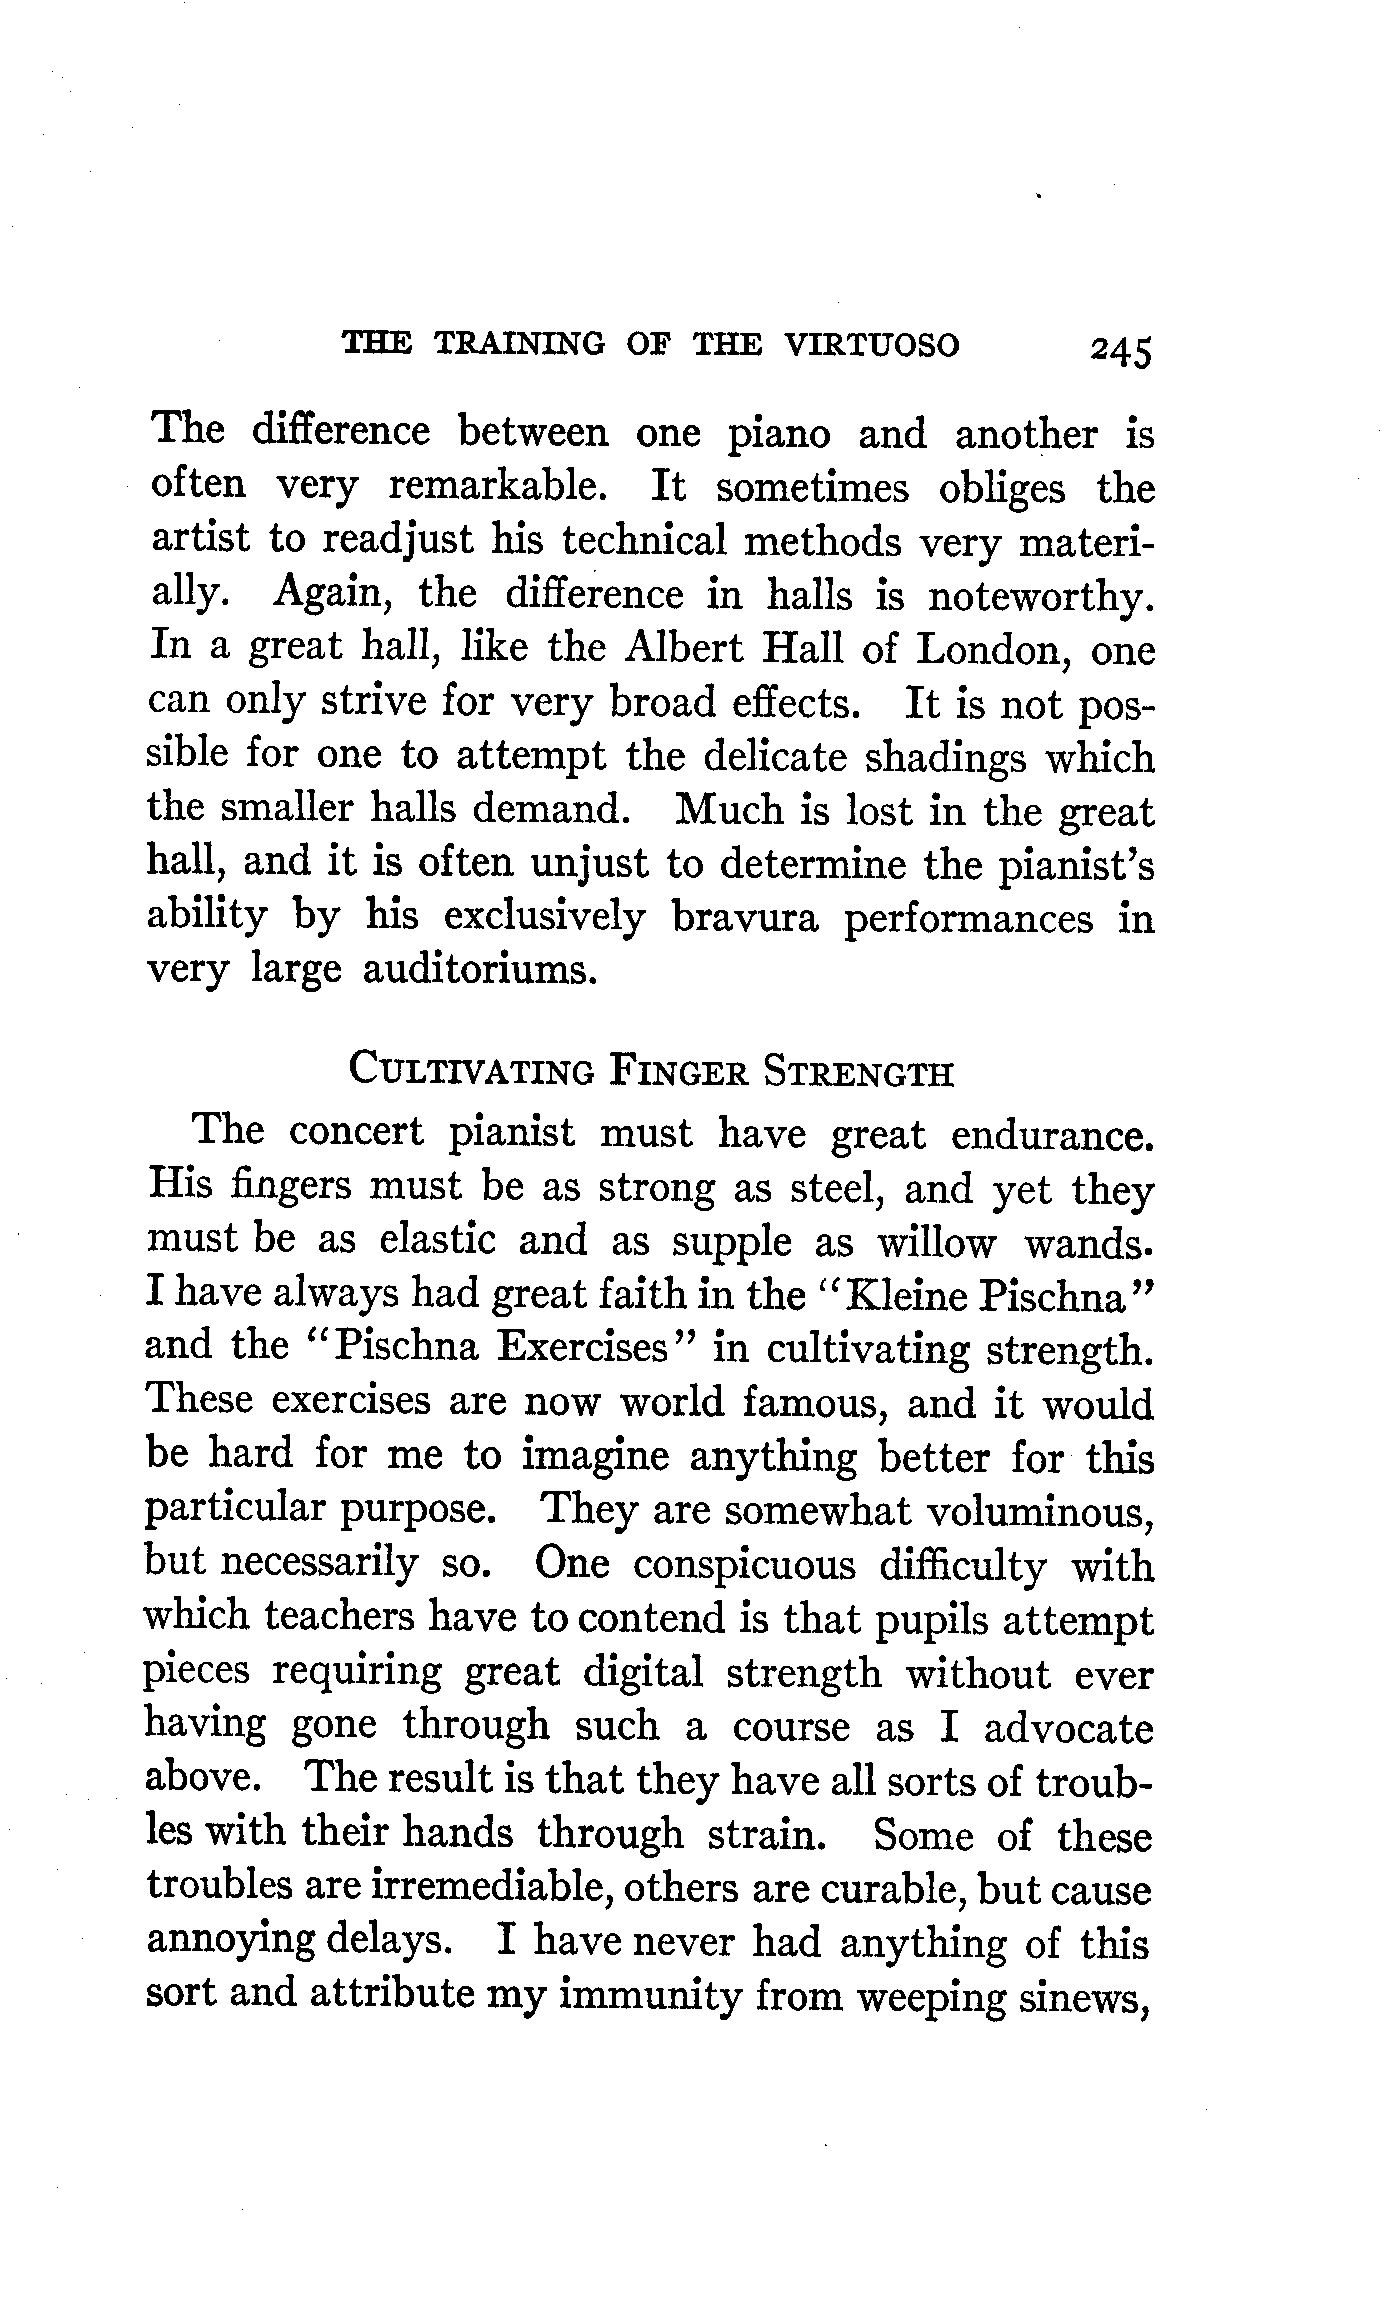 THE TRAINING OF THE VIRTUOSO 245
The difference between one piano and another is
often very remarkable. It sometimes obliges the
artist to readjust his technical methods very materi-
ally. Again, the difference in halls is noteworthy.
In a great hall, like the Albert Hall of London, one
can only strive for very broad effects. It is not pos-
sible for one to attempt the delicate shadings which
the smaller halls demand. Much is lost in the great
hall, and it is often unjust to determine the pianist's
ability by his exclusively bravura performances in
very large auditoriums.
CULTIVATING FINGER STRENGTH
The concert pianist must have great endurance.
His fingers must be as strong as steel, and yet they
must be as elastic and as supple as willow wands.
I have always had great faith in the "Kleine Pischna"
and the "Pischna Exercises" in cultivating strength.
These exercises are now world famous, and it would
be hard for me to imagine anything better for this
particular purpose. They are somewhat voluminous,
but necessarily so. One conspicuous difficulty with
which teachers have to contend is that pupils attempt
pieces requiring great digital strength without ever
having gone through such a course as I advocate
above. The result is that they have all sorts of troub-
les with their hands through strain. Some of these
troubles are irremediable, others are curable, but cause
annoying delays. I have never had anything of this
sort and attribute my immunity from weeping sinews,